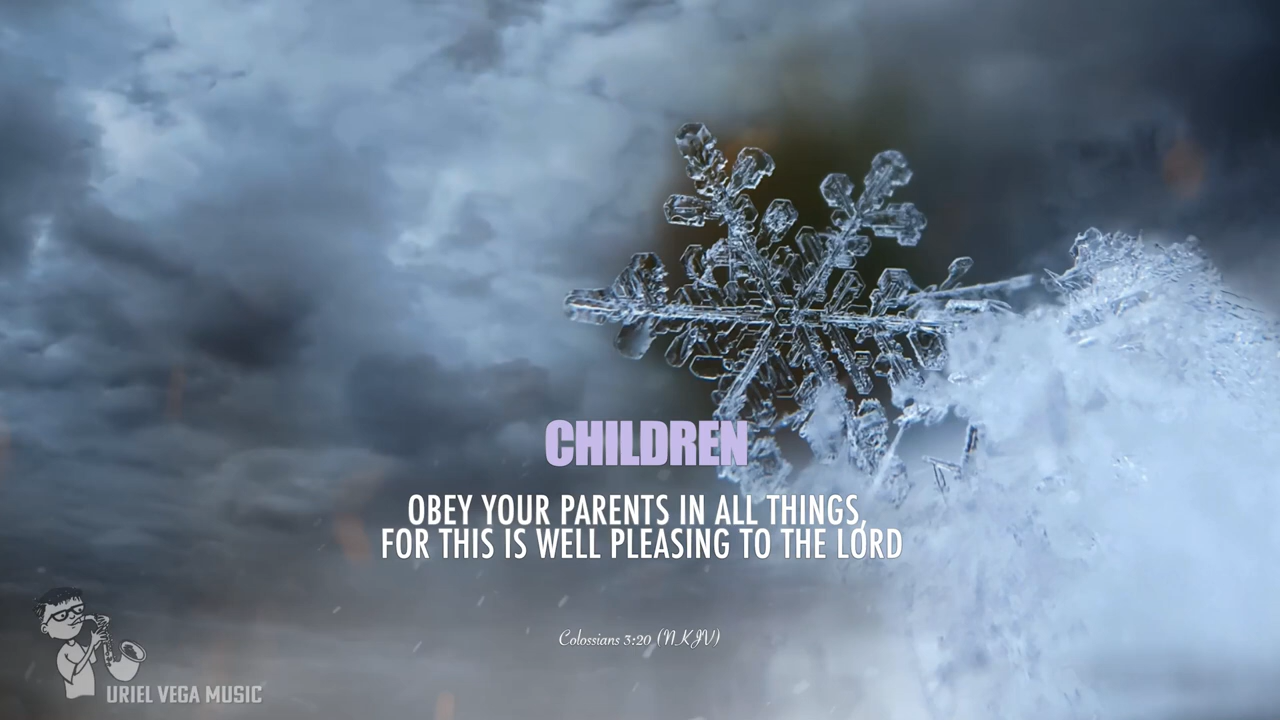 CHILDREN
OBEY YOUR PARENTS IN ALL THINGS,
FOR THIS IS WELL PLEASING TO THE LORD
Colossians 3:20 (NKJV)
URIEL VEGA MUSIC